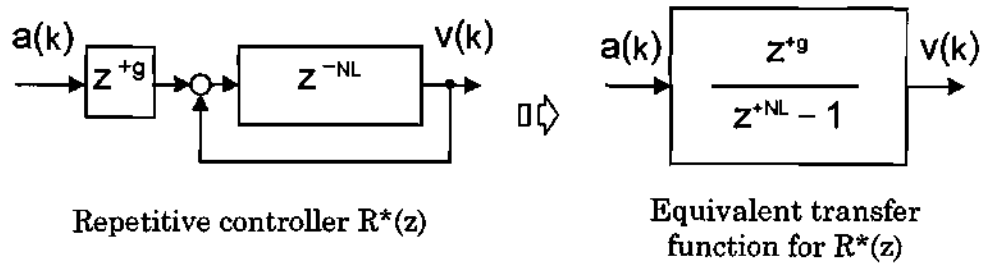 a(k)
z⁺ᵍ
z⁻ᴺᴸ
v(k)
Repetitive controller R*(z)
a(k)
z⁺ᵍ
z⁺ᴺᴸ − 1
v(k)
Equivalent transfer
function for R*(z)